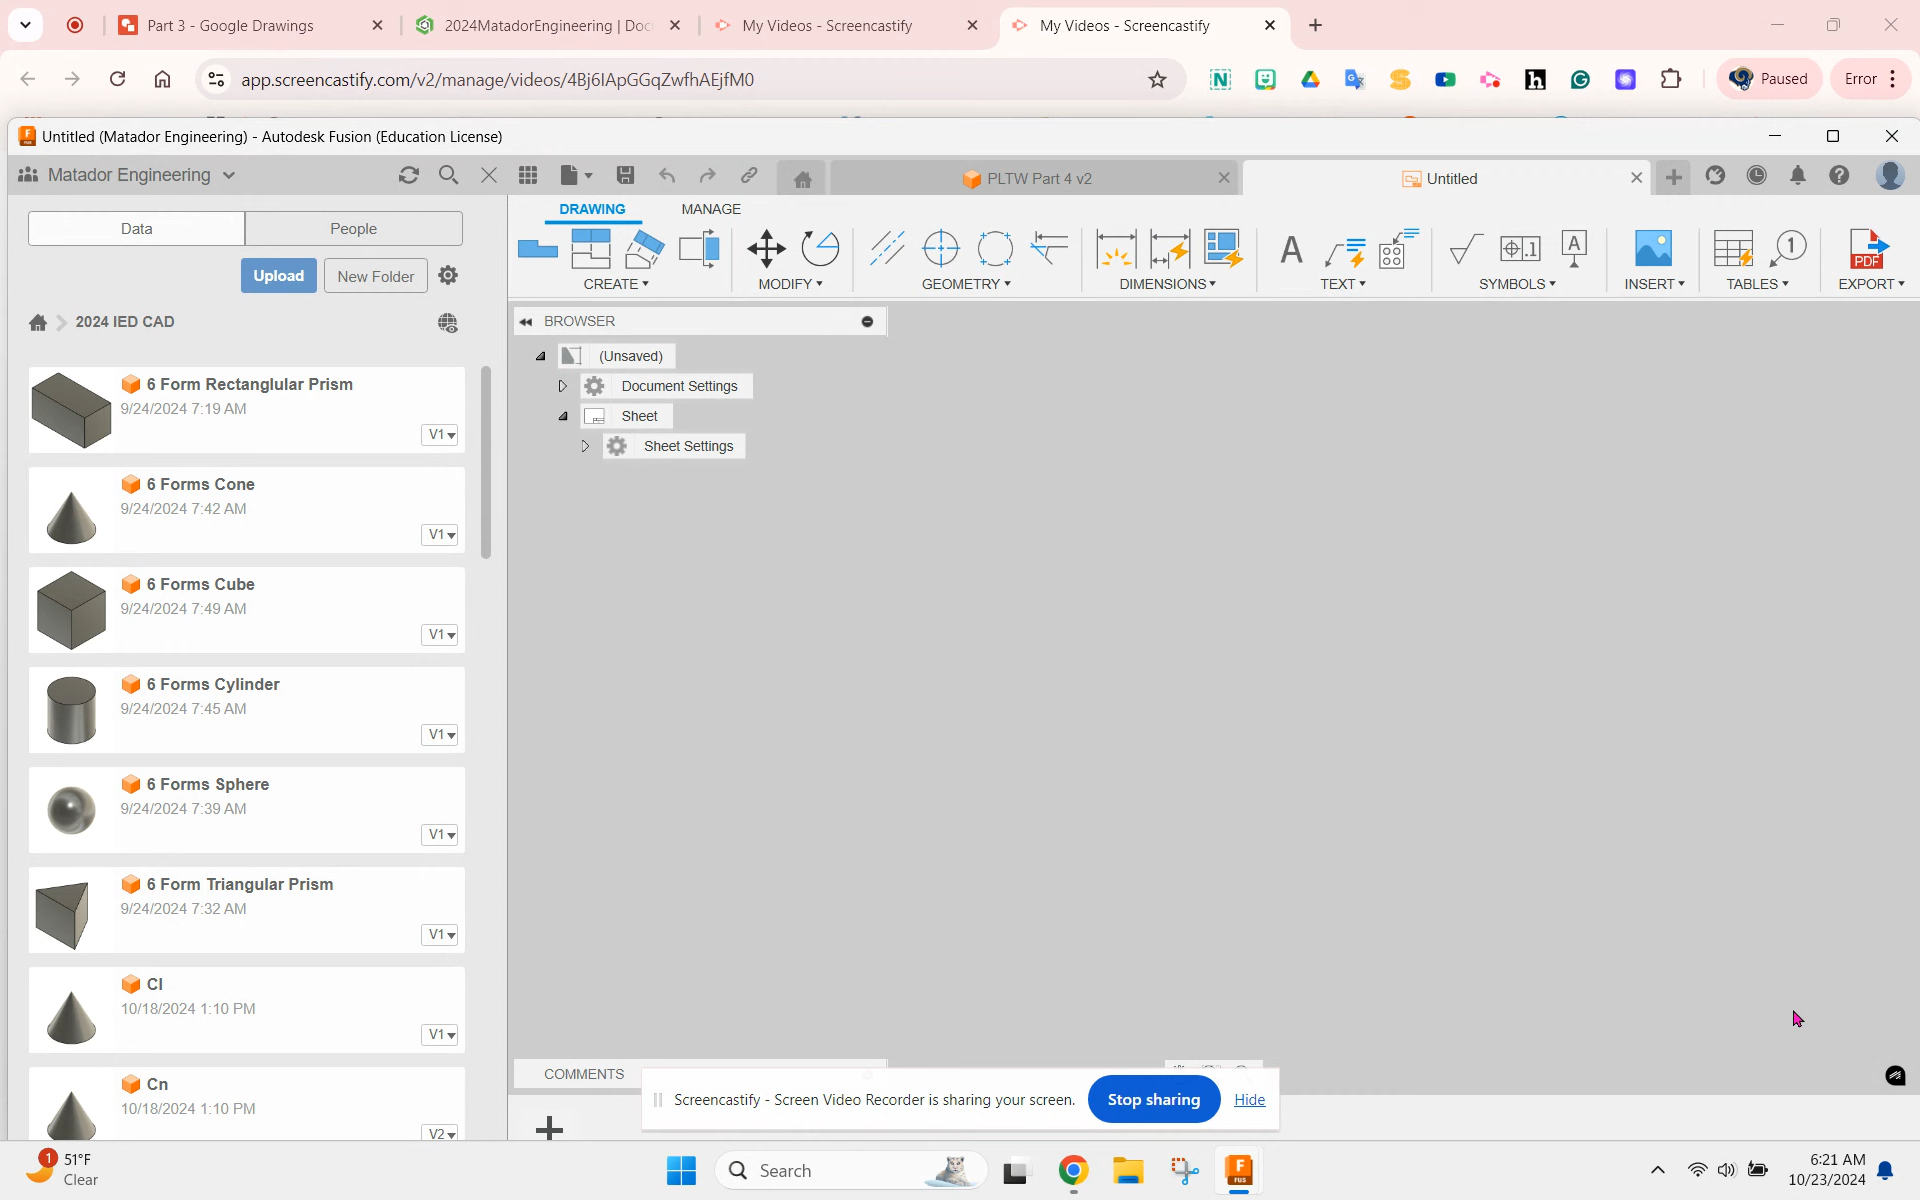 Part 3 - Google Drawings
2024MatadorEngineering | Doc
My Videos - Screencastify
My Videos - Screencastify
app.screencastify.com/v2/manage/videos/4Bj6IApGGqZwfhAEjfM0
Paused
Error
Untitled (Matador Engineering) - Autodesk Fusion (Education License)
Matador Engineering
PLTW Part 4 v2
Untitled
Data
People
Upload
New Folder
2024 IED CAD
DRAWING
MANAGE
CREATE
MODIFY
GEOMETRY
DIMENSIONS
TEXT
SYMBOLS
INSERT
TABLES
PDF
EXPORT
BROWSER
(Unsaved)
Document Settings
Sheet
Sheet Settings
6 Form Rectanglular Prism
9/24/2024 7:19 AM
V1
6 Forms Cone
9/24/2024 7:42 AM
V1
6 Forms Cube
9/24/2024 7:49 AM
V1
6 Forms Cylinder
9/24/2024 7:45 AM
V1
6 Forms Sphere
9/24/2024 7:39 AM
V1
6 Form Triangular Prism
9/24/2024 7:32 AM
V1
Cl
10/18/2024 1:10 PM
V1
Cn
10/18/2024 1:10 PM
V2
COMMENTS
Screencastify - Screen Video Recorder is sharing your screen.
Stop sharing
Hide
1
51°F
Clear
Search
6:21 AM
10/23/2024